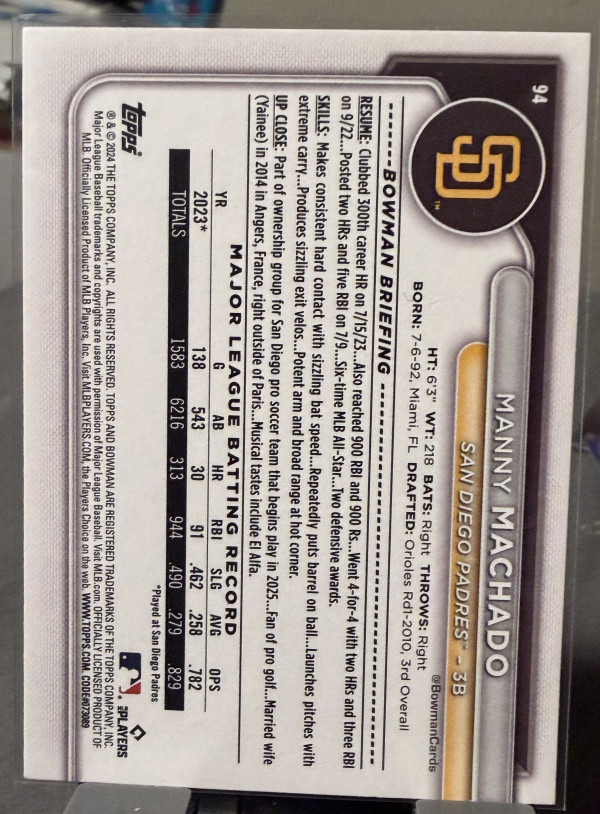 94
SD
TM
MANNY MACHADO
SAN DIEGO PADRES™ – 3B
@BowmanCards
HT: 6'3" WT: 218 BATS: Right THROWS: Right
BORN: 7-6-92, Miami, FL DRAFTED: Orioles Rd1-2010, 3rd Overall
BOWMAN BRIEFING
RESUME: Clubbed 300th career HR on 7/15/23...Also reached 900 RBI and 900 Rs...Went 4-for-4 with two HRs and three RBI
on 9/22...Posted two HRs and five RBI on 7/9...Six-time MLB All-Star...Two defensive awards.
SKILLS: Makes consistent hard contact with sizzling bat speed...Repeatedly puts barrel on ball...Launches pitches with
extreme carry...Produces sizzling exit velos...Potent arm and broad range at hot corner.
UP CLOSE: Part of ownership group for San Diego pro soccer team that begins play in 2025...Fan of pro golf...Married wife
(Yainee) in 2014 in Angers, France, right outside of Paris...Musical tastes include El Alfa.
MAJOR LEAGUE BATTING RECORD
YR G AB HR RBI SLG AVG OPS
2023* 138 543 30 91 .462 .258 .782
TOTALS 1583 6216 313 944 .490 .279 .829
*Played at San Diego Padres
topps
MLB PLAYERS
® & © 2024 THE TOPPS COMPANY, INC. ALL RIGHTS RESERVED. TOPPS AND BOWMAN ARE REGISTERED TRADEMARKS OF THE TOPPS COMPANY, INC.
Major League Baseball trademarks and copyrights are used with permission of Major League Baseball. Visit MLB.com. OFFICIALLY LICENSED PRODUCT OF
MLB Officially Licensed Product of MLB Players, Inc. Visit MLBPLAYERS.COM, the Players Choice on the web. WWW.TOPPS.COM. CODE#073089